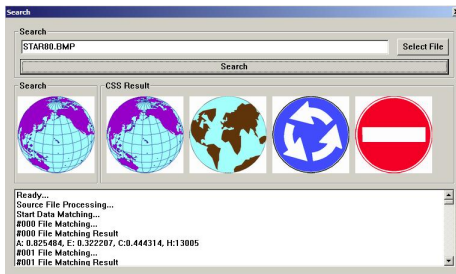 Search
Search
STAR80.BMP
Select File
Search
Search
CSS Result
Ready...
Source File Processing...
Start Data Matching...
#000 File Matching...
#000 File Matching Result
A: 0.825484, E: 0.322207, C:0.444314, H:13005
#001 File Matching...
#001 File Matching Result